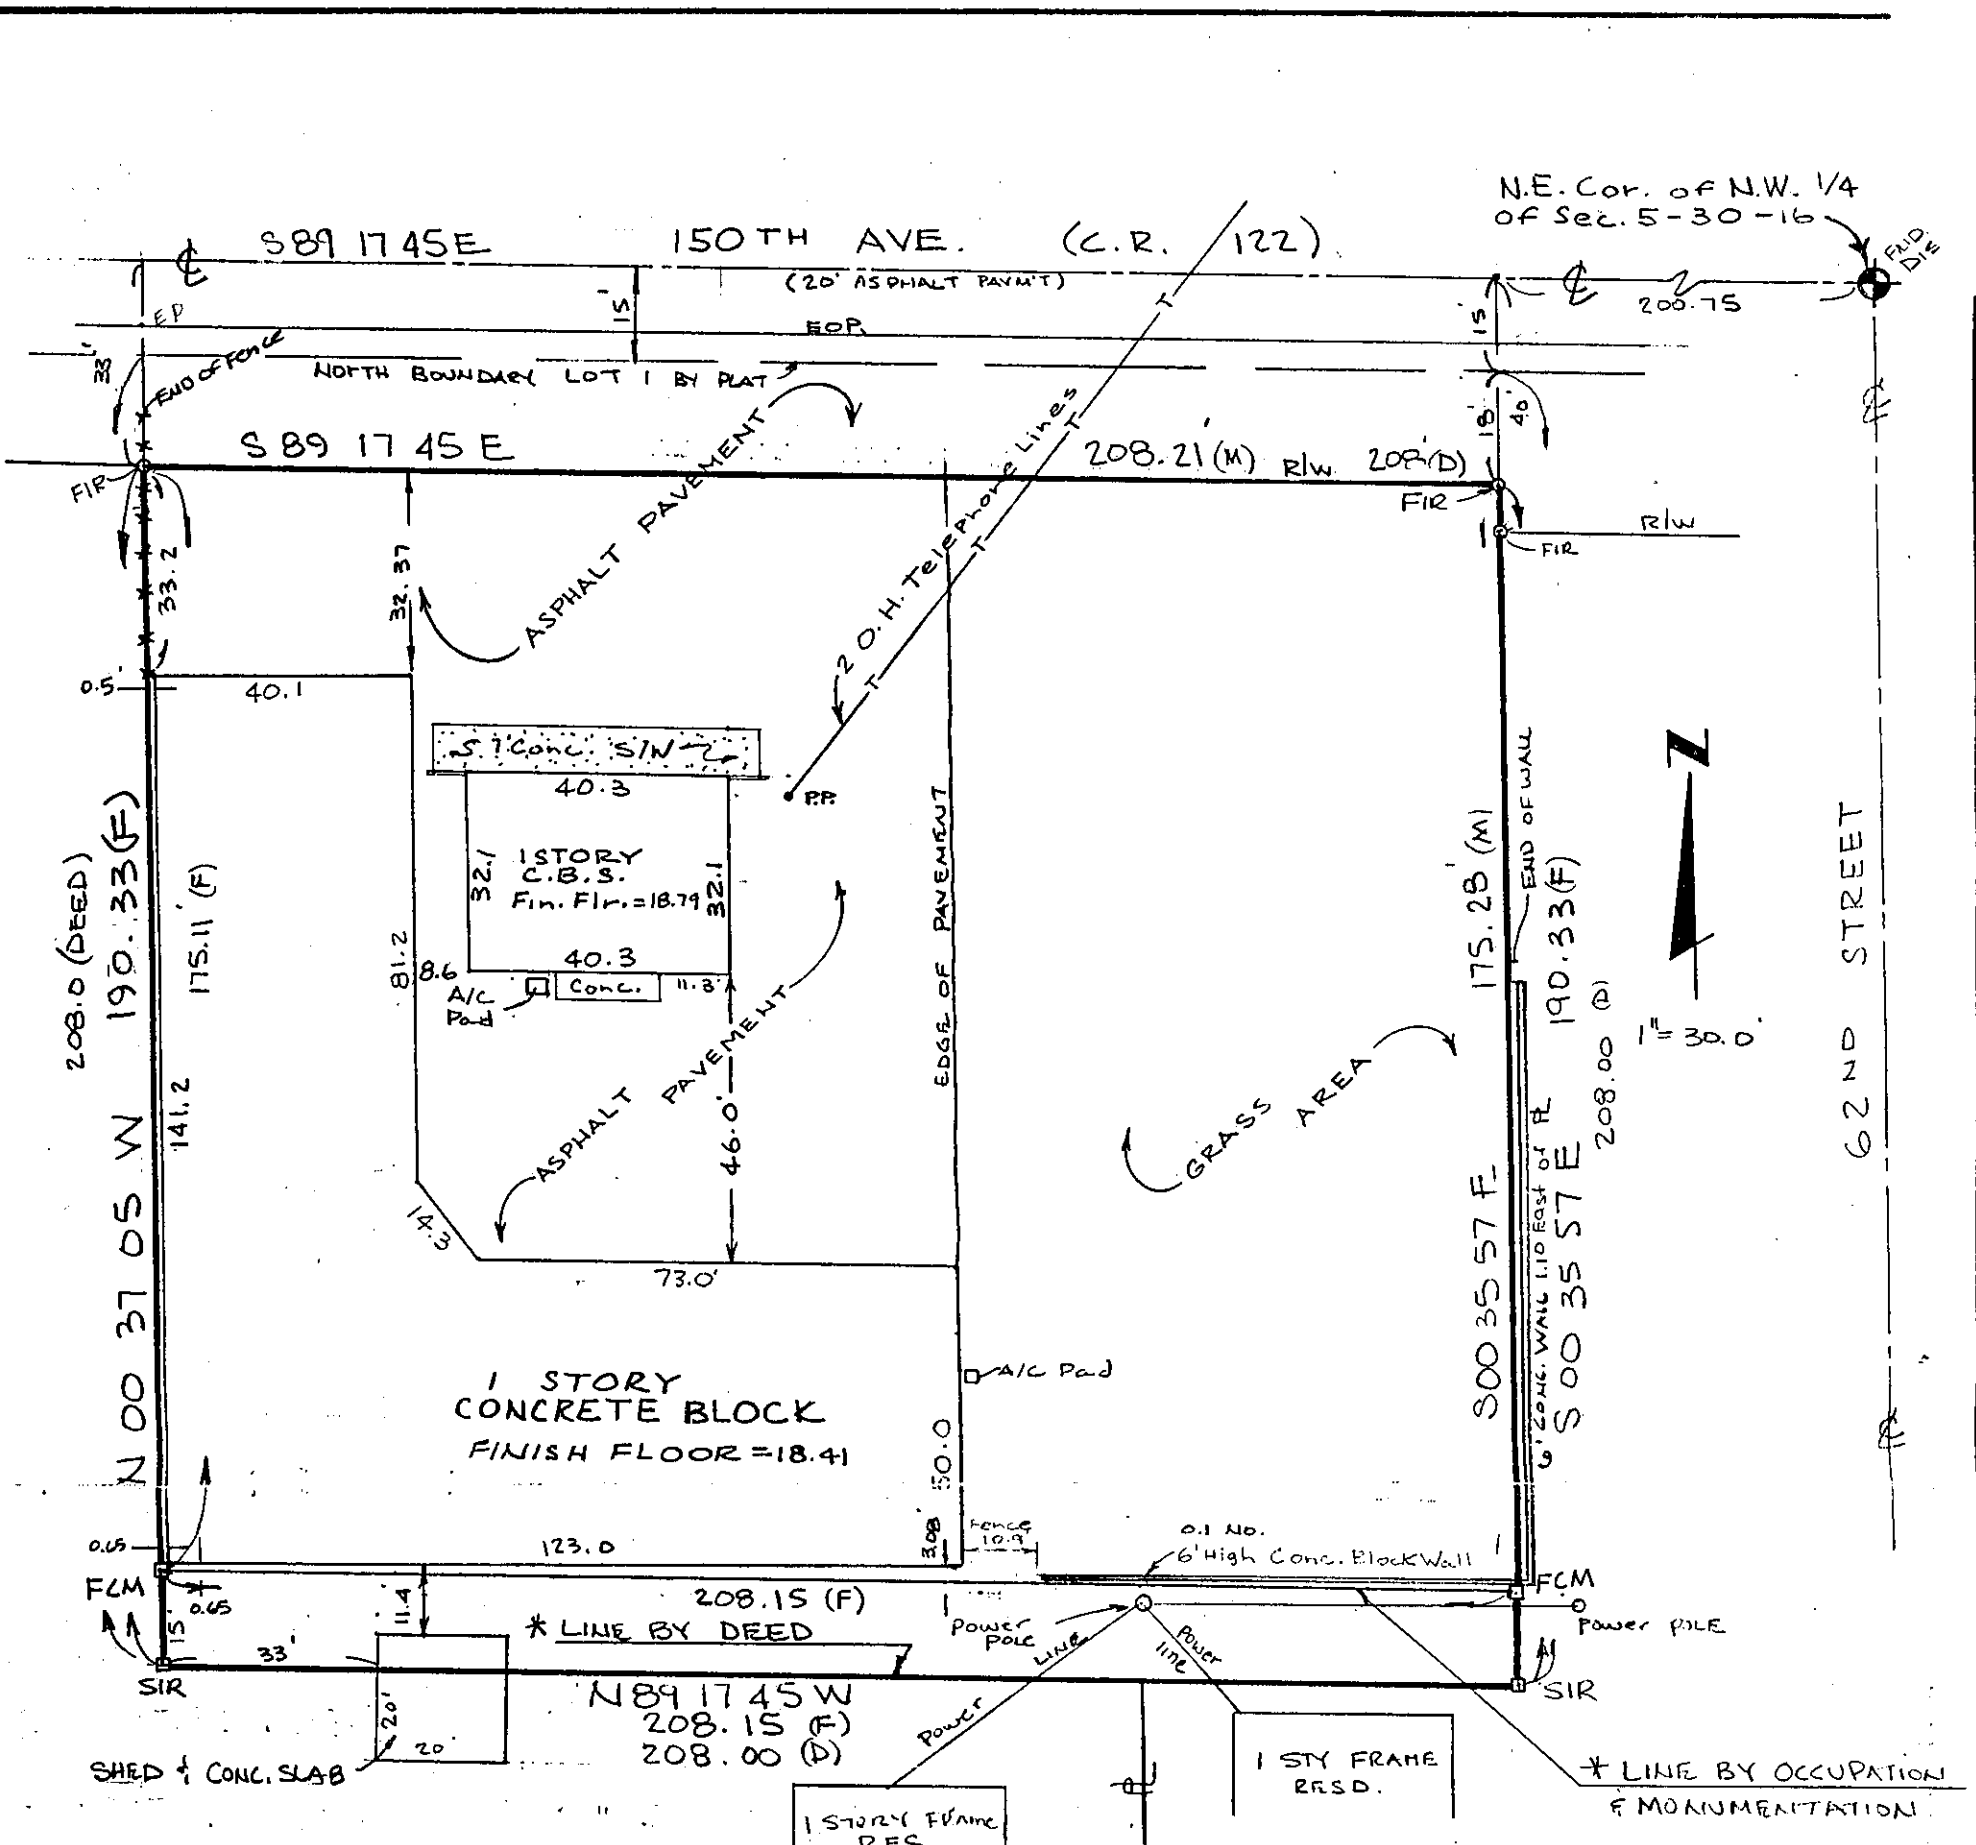 N.E. Cor. of N.W. 1/4
of Sec. 5-30-16
FND. DISC
S 89 17 45 E
150TH AVE. (C.R. 122)
(20' ASPHALT PAVM'T)
200.75
15'
15'
EP
EOP.
33'
END OF FENCE
NORTH BOUNDARY LOT 1 BY PLAT
18'
40'
S 89 17 45 E
208.21' (M) R/W 208' (D)
FIR
FIR
R/W
FIR
33.2
32.37
ASPHALT PAVEMENT
2 O.H. Telephone Lines
T
T
T
T
0.5'
40.1
Conc. S/W
40.3
P.P.
1 STORY
C.B.S.
Fin. Flr. = 18.79
32.1
32.1
40.3
8.6
A/C
Pad
Conc.
11.3
81.2
EDGE OF PAVEMENT
208.0 (DEED)
190.33 (F)
175.11' (F)
141.2
N 00 37 05 W
ASPHALT PAVEMENT
46.0'
14.3
73.0'
GRASS AREA
175.28' (M)
END OF WALL
190.33 (F)
208.00 (D)
S 00 35 57 E
6' CONC. WALL 1.10 East of PL
S 00 35 57 E
N
1" = 30.0'
62ND STREET
1 STORY
CONCRETE BLOCK
FINISH FLOOR = 18.41
A/C Pad
50.0
0.65
123.0
3.08'
Fence
10.9
0.1 NO.
6' High Conc. Block Wall
FCM
FCM
0.65
15'
11.4
208.15 (F)
* LINE BY DEED
Power
Pole
Power Pole
Power Line
Power
line
33'
SIR
SIR
20'
20'
N 89 17 45 W
208.15 (F)
208.00 (D)
SHED & CONC. SLAB
1 STORY FRAME
RES.
1 STY FRAME
RESD.
* LINE BY OCCUPATION
& MONUMENTATION